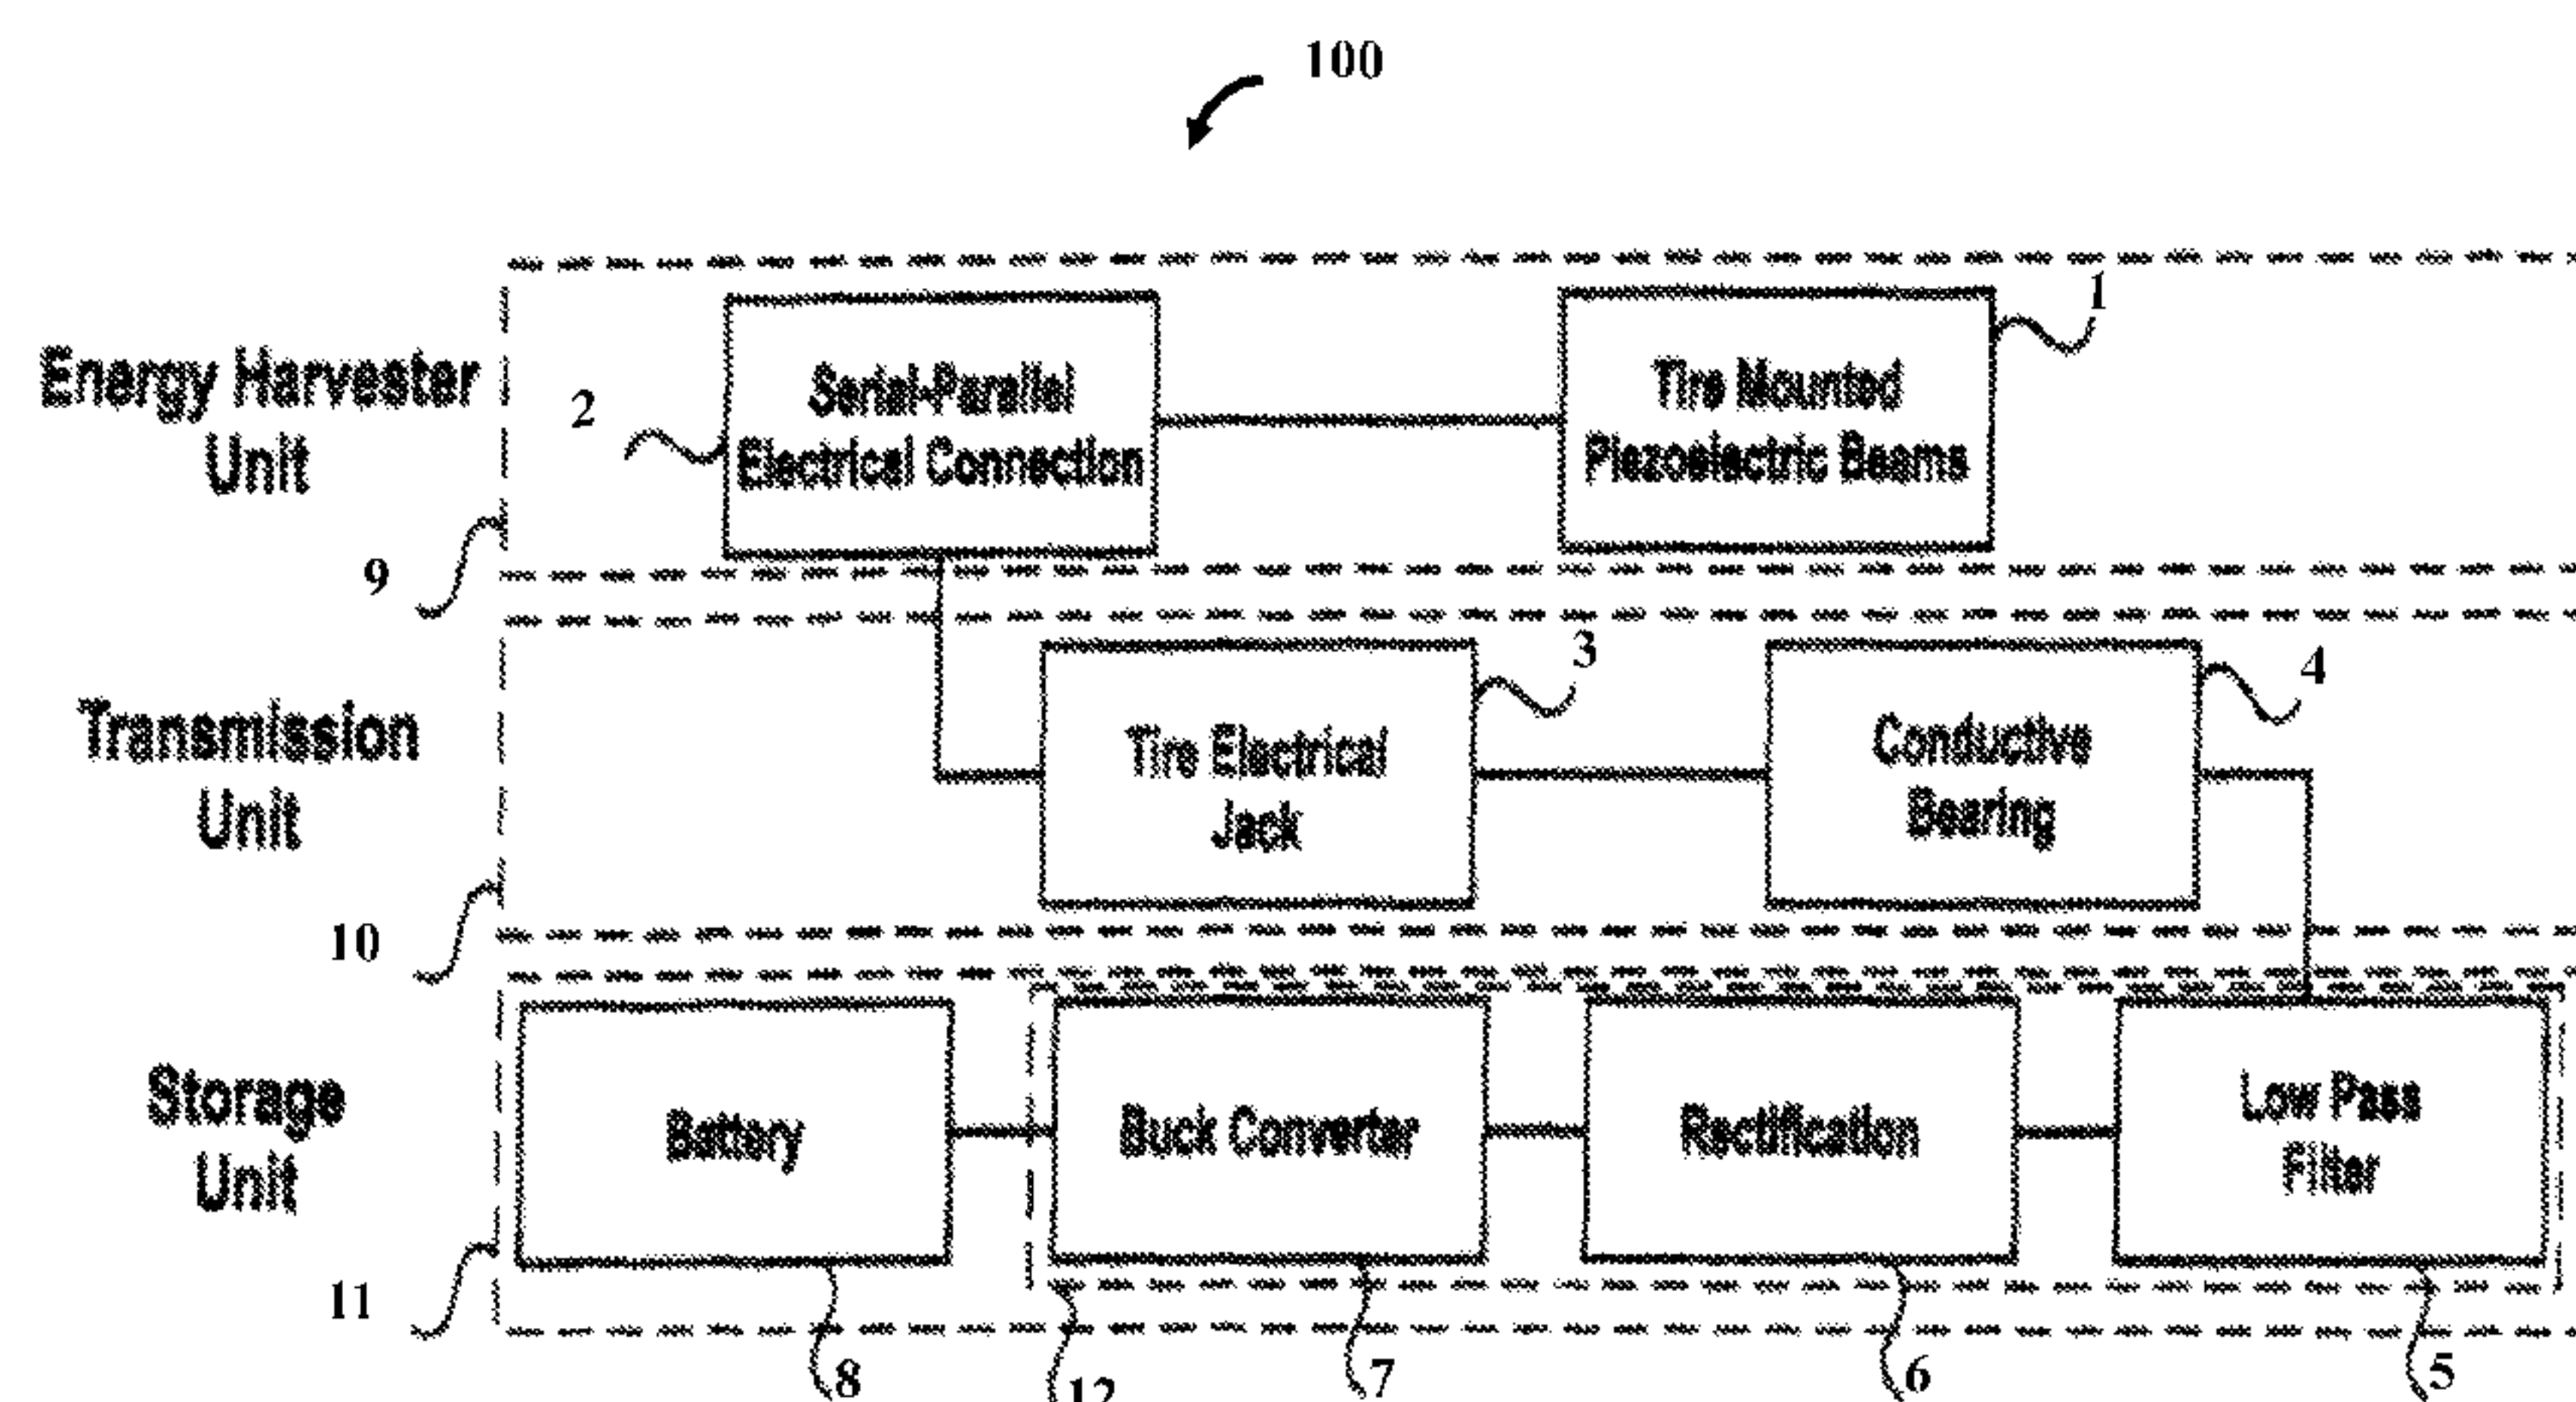 100
Energy Harvester
Unit
9
2
Serial-Parallel
Electrical Connection
Tire Mounted
Piezoelectric Beams
1
Transmission
Unit
10
Tire Electrical
Jack
3
Conductive
Bearing
4
Storage
Unit
11
Battery
Buck Converter
Rectification
Low Pass
Filter
8
12
7
6
5